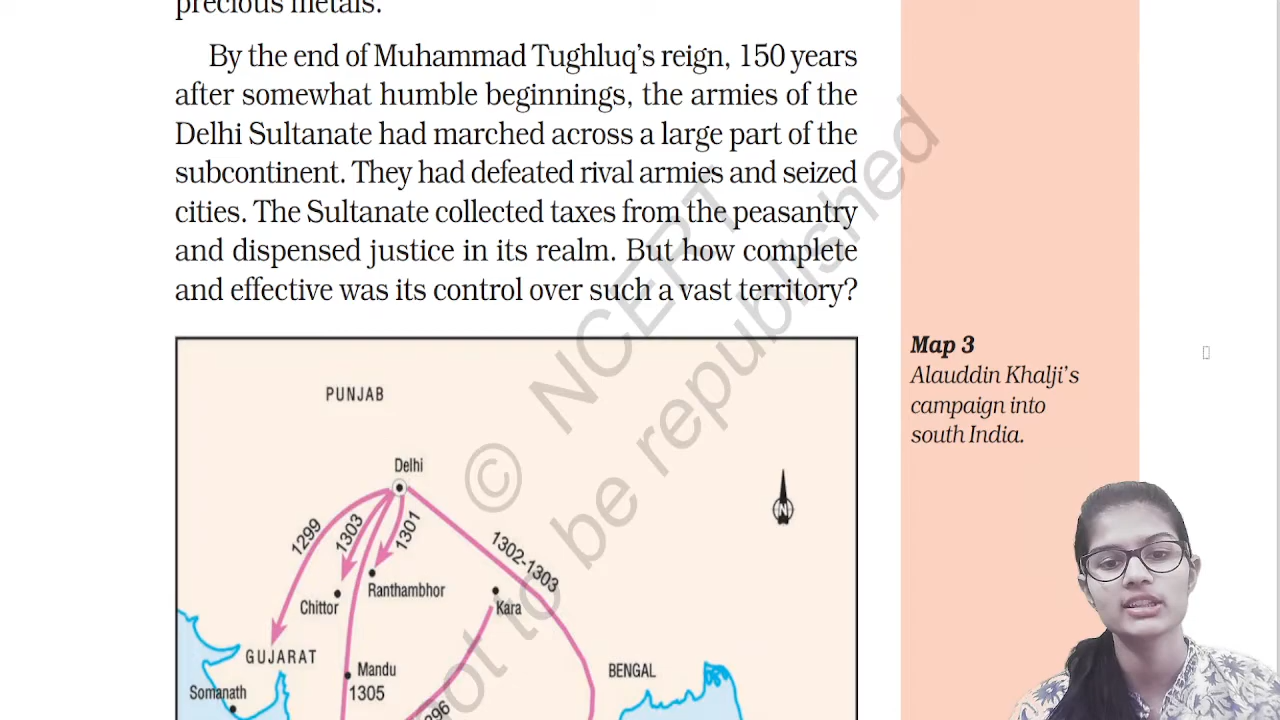 precious metals.
By the end of Muhammad Tughluq's reign, 150 years
after somewhat humble beginnings, the armies of the
Delhi Sultanate had marched across a large part of the
subcontinent. They had defeated rival armies and seized
cities. The Sultanate collected taxes from the peasantry
and dispensed justice in its realm. But how complete
and effective was its control over such a vast territory?
Map 3
Alauddin Khalji's
campaign into
south India.
PUNJAB
Delhi
1299
1303
1301
1302-1303
N
Ranthambhor
Chittor
Kara
GUJARAT
Mandu
1305
BENGAL
Somanath
© NCERT
not to be republished